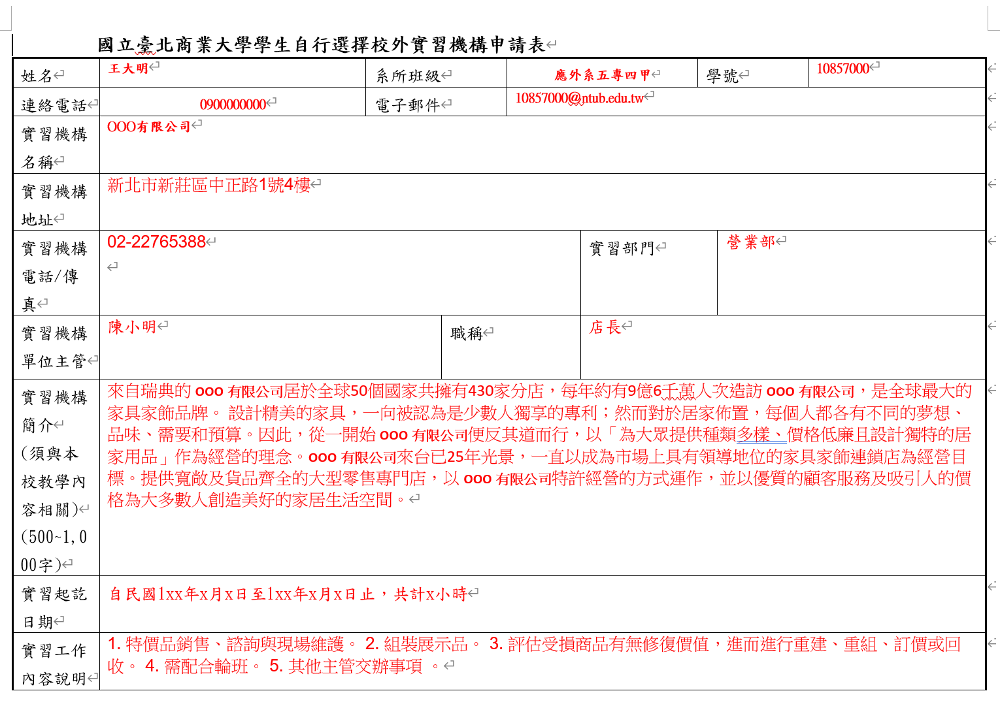 國立臺北商業大學學生自行選擇校外實習機構申請表
姓名 王大明 系所班級 應外系五專四甲 學號 10857000
連絡電話 0900000000 電子郵件 10857000@ntub.edu.tw
實習機構 OOO有限公司
名稱
實習機構 新北市新莊區中正路1號4樓
地址
實習機構 02-22765388 實習部門 營業部
電話/傳
真
實習機構 陳小明 職稱 店長
單位主管
實習機構
簡介
(須與本
校教學內
容相關)
(500~1,0
00字)
來自瑞典的 ooo 有限公司居於全球50個國家共擁有430家分店，每年約有9億6千萬人次造訪 ooo 有限公司，是全球最大的
家具家飾品牌。 設計精美的家具，一向被認為是少數人獨享的專利；然而對於居家佈置，每個人都各有不同的夢想、
品味、需要和預算。因此，從一開始 ooo 有限公司便反其道而行，以「為大眾提供種類多樣、價格低廉且設計獨特的居
家用品」作為經營的理念。ooo 有限公司來台已25年光景，一直以成為市場上具有領導地位的家具家飾連鎖店為經營目
標。提供寬敞及貨品齊全的大型零售專門店，以 ooo 有限公司特許經營的方式運作，並以優質的顧客服務及吸引人的價
格為大多數人創造美好的家居生活空間。
實習起訖
日期
自民國1xx年x月x日至1xx年x月x日止，共計x小時
實習工作
內容說明
1. 特價品銷售、諮詢與現場維護。 2. 組裝展示品。 3. 評估受損商品有無修復價值，進而進行重建、重組、訂價或回
收。 4. 需配合輪班。 5. 其他主管交辦事項 。